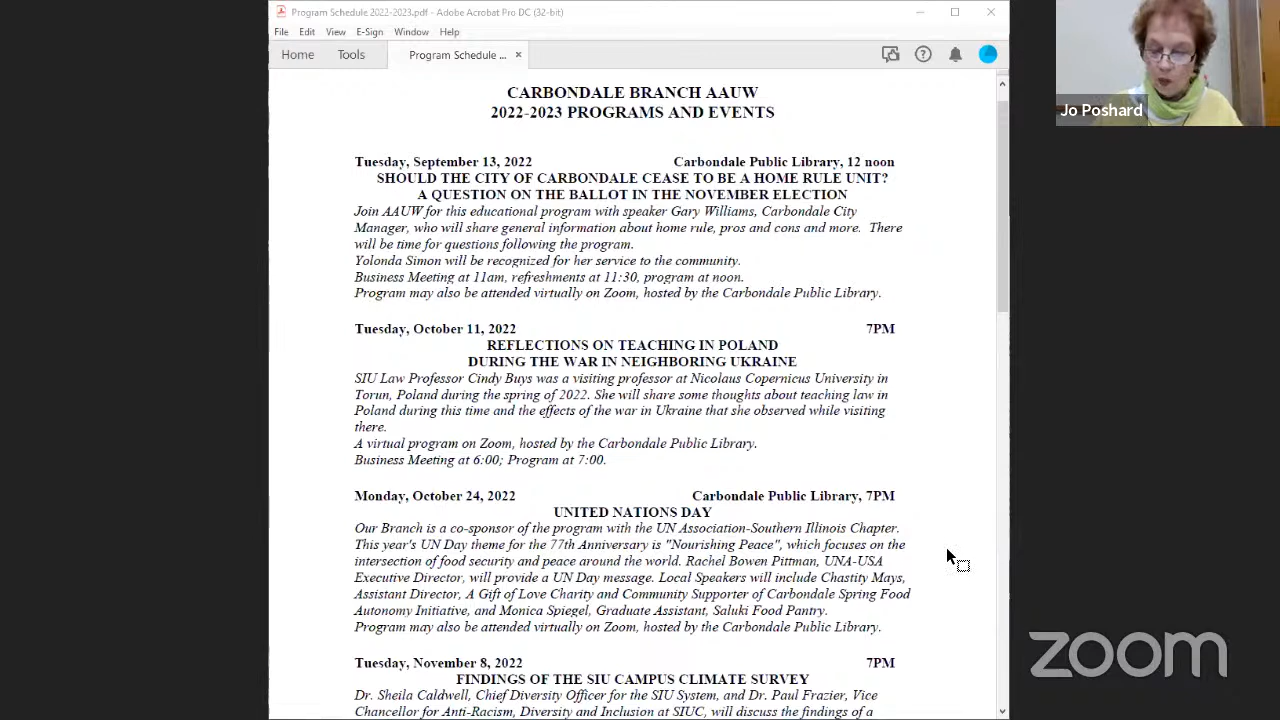 Program Schedule 2022-2023.pdf - Adobe Acrobat Pro DC (32-bit)
File Edit View E-Sign Window Help
Home Tools Program Schedule ... ×
CARBONDALE BRANCH AAUW
2022-2023 PROGRAMS AND EVENTS
Tuesday, September 13, 2022 Carbondale Public Library, 12 noon
SHOULD THE CITY OF CARBONDALE CEASE TO BE A HOME RULE UNIT?
A QUESTION ON THE BALLOT IN THE NOVEMBER ELECTION
Join AAUW for this educational program with speaker Gary Williams, Carbondale City
Manager, who will share general information about home rule, pros and cons and more. There
will be time for questions following the program.
Yolonda Simon will be recognized for her service to the community.
Business Meeting at 11am, refreshments at 11:30, program at noon.
Program may also be attended virtually on Zoom, hosted by the Carbondale Public Library.
Tuesday, October 11, 2022 7PM
REFLECTIONS ON TEACHING IN POLAND
DURING THE WAR IN NEIGHBORING UKRAINE
SIU Law Professor Cindy Buys was a visiting professor at Nicolaus Copernicus University in
Torun, Poland during the spring of 2022. She will share some thoughts about teaching law in
Poland during this time and the effects of the war in Ukraine that she observed while visiting
there.
A virtual program on Zoom, hosted by the Carbondale Public Library.
Business Meeting at 6:00; Program at 7:00.
Monday, October 24, 2022 Carbondale Public Library, 7PM
UNITED NATIONS DAY
Our Branch is a co-sponsor of the program with the UN Association-Southern Illinois Chapter.
This year's UN Day theme for the 77th Anniversary is "Nourishing Peace", which focuses on the
intersection of food security and peace around the world. Rachel Bowen Pittman, UNA-USA
Executive Director, will provide a UN Day message. Local Speakers will include Chastity Mays,
Assistant Director, A Gift of Love Charity and Community Supporter of Carbondale Spring Food
Autonomy Initiative, and Monica Spiegel, Graduate Assistant, Saluki Food Pantry.
Program may also be attended virtually on Zoom, hosted by the Carbondale Public Library.
Tuesday, November 8, 2022 7PM
FINDINGS OF THE SIU CAMPUS CLIMATE SURVEY
Dr. Sheila Caldwell, Chief Diversity Officer for the SIU System, and Dr. Paul Frazier, Vice
Chancellor for Anti-Racism, Diversity and Inclusion at SIUC, will discuss the findings of a
Jo Poshard
zoom